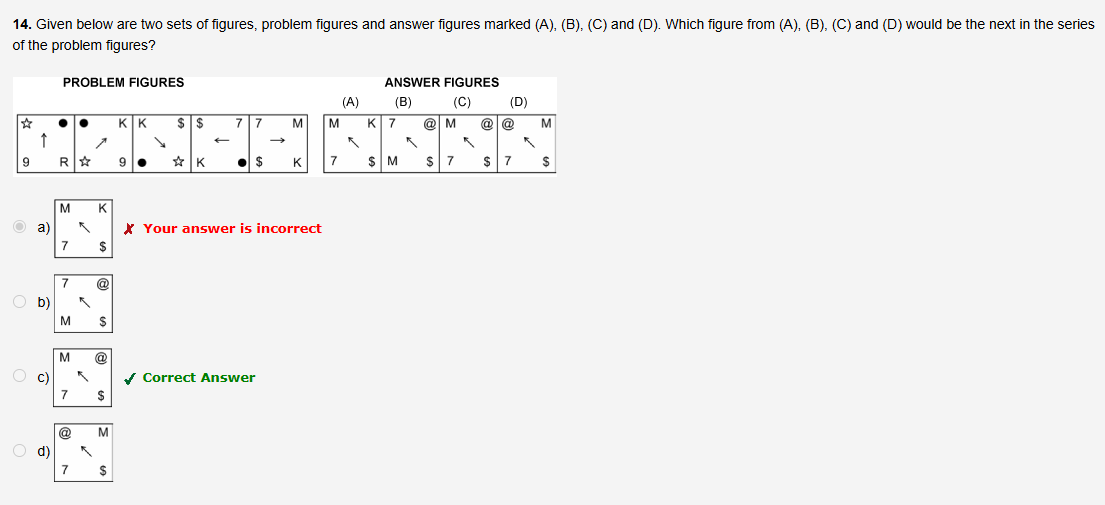 14. Given below are two sets of figures, problem figures and answer figures marked (A), (B), (C) and (D). Which figure from (A), (B), (C) and (D) would be the next in the series
of the problem figures?
PROBLEM FIGURES ANSWER FIGURES
(A) (B) (C) (D)
☆ ● ● K K $ $ 7 7 M M K 7 @ M @ @ M
↑ ↗ ↘ ← → ↖ ↖ ↖ ↖
9 R ☆ 9 ● ☆ K ● $ K 7 $ M $ 7 $ 7 $
M K
a) ↖ ✗ Your answer is incorrect
7 $
7 @
b) ↖
M $
M @
c) ↖ ✓ Correct Answer
7 $
@ M
d) ↖
7 $